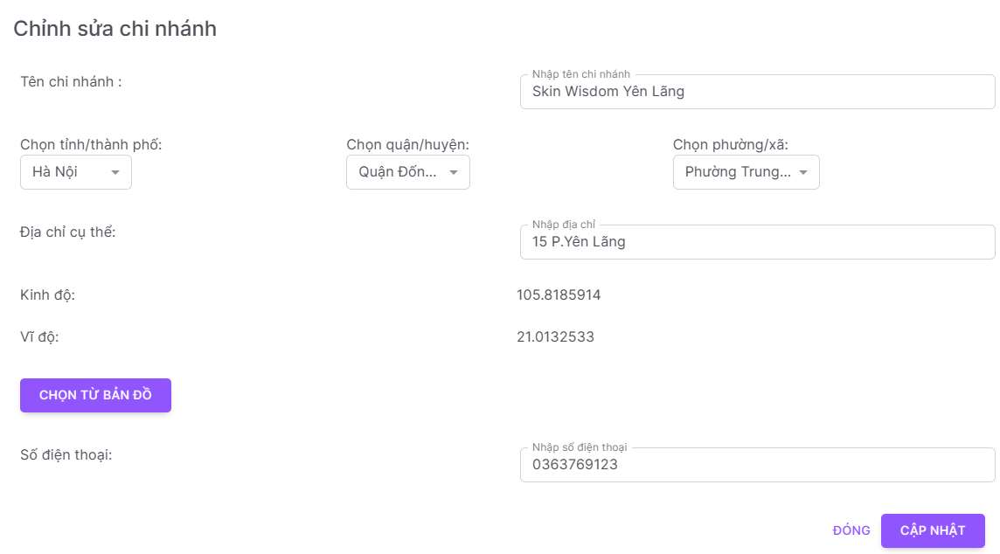 Chỉnh sửa chi nhánh
Nhập tên chi nhánh
Tên chi nhánh :
Skin Wisdom Yên Lãng
Chọn tỉnh/thành phố:
Chọn quận/huyện:
Chọn phường/xã:
Hà Nội
Quận Đốn...
Phường Trung...
Nhập địa chỉ
Địa chỉ cụ thể:
15 P.Yên Lãng
Kinh độ:
105.8185914
Vĩ độ:
21.0132533
CHỌN TỪ BẢN ĐỒ
Nhập số điện thoại
Số điện thoại:
0363769123
ĐÓNG
CẬP NHẬT